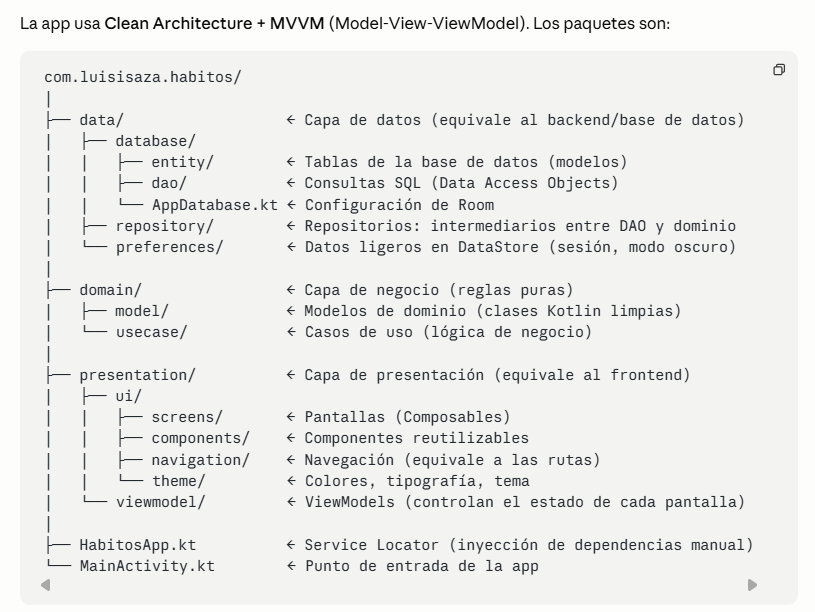 La app usa Clean Architecture + MVVM (Model-View-ViewModel). Los paquetes son:
com.luisisaza.habitos/
│
├── data/                  ← Capa de datos (equivale al backend/base de datos)
│   ├── database/
│   │   ├── entity/        ← Tablas de la base de datos (modelos)
│   │   ├── dao/           ← Consultas SQL (Data Access Objects)
│   │   └── AppDatabase.kt ← Configuración de Room
│   ├── repository/        ← Repositorios: intermediarios entre DAO y dominio
│   └── preferences/       ← Datos ligeros en DataStore (sesión, modo oscuro)
│
├── domain/                ← Capa de negocio (reglas puras)
│   ├── model/             ← Modelos de dominio (clases Kotlin limpias)
│   └── usecase/           ← Casos de uso (lógica de negocio)
│
├── presentation/          ← Capa de presentación (equivale al frontend)
│   ├── ui/
│   │   ├── screens/       ← Pantallas (Composables)
│   │   ├── components/    ← Componentes reutilizables
│   │   ├── navigation/    ← Navegación (equivale a las rutas)
│   │   └── theme/         ← Colores, tipografía, tema
│   └── viewmodel/         ← ViewModels (controlan el estado de cada pantalla)
│
├── HabitosApp.kt          ← Service Locator (inyección de dependencias manual)
└── MainActivity.kt        ← Punto de entrada de la app